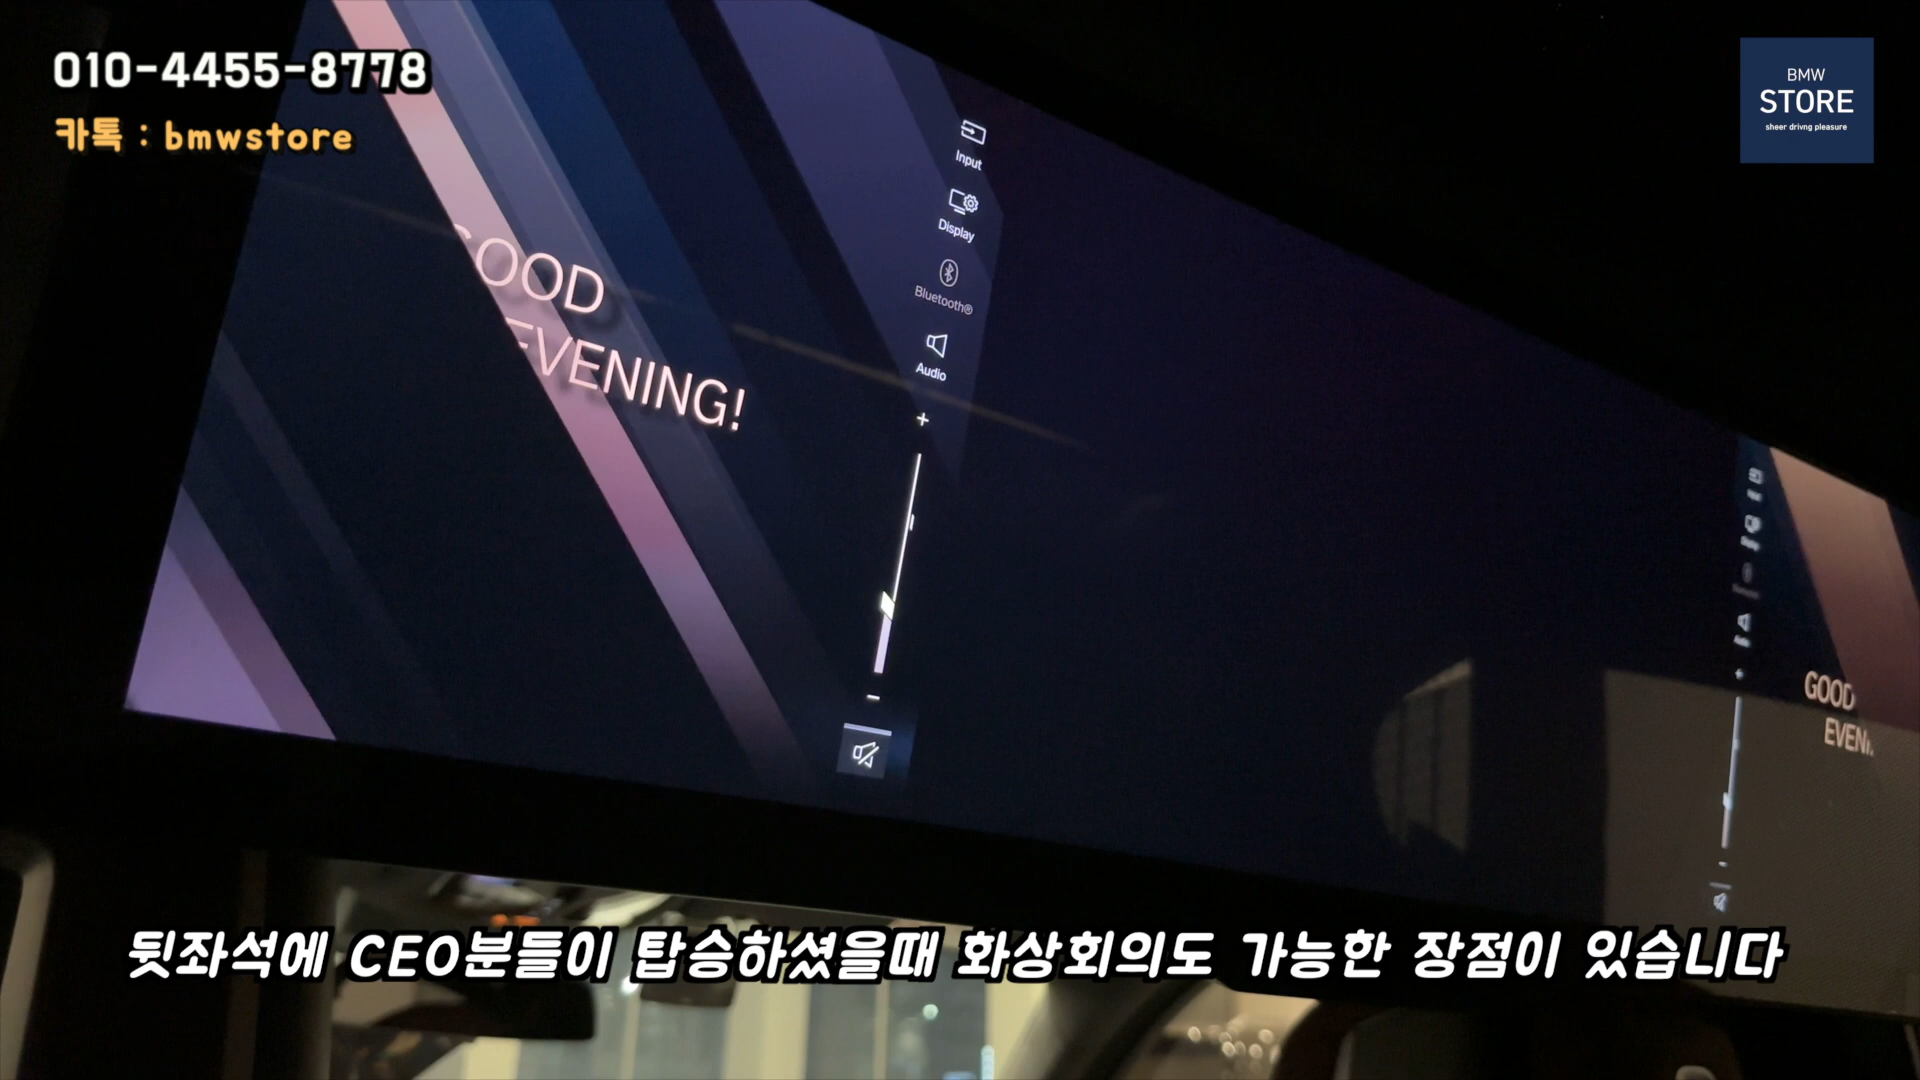 010-4455-8778
카톡 : bmwstore
BMW
STORE
sheer drivng pleasure
Input
Display
Bluetooth®
Audio
GOOD
EVENING!
GOOD
뒷좌석에 CEO분들이 탑승하셨을때 화상회의도 가능한 장점이 있습니다